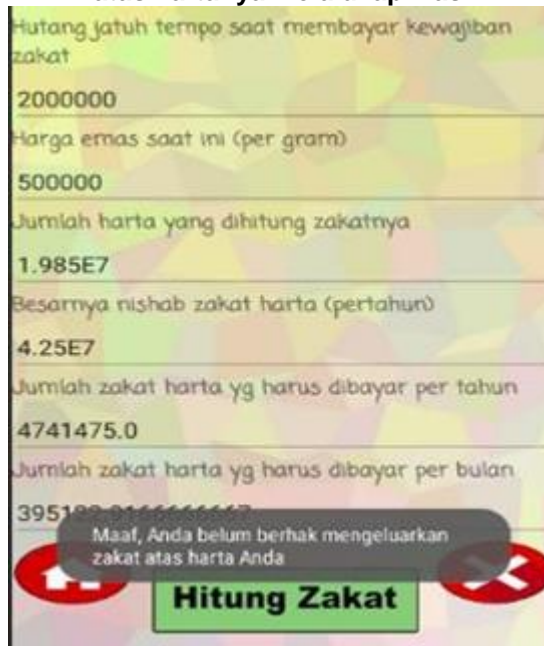 Hutang jatuh tempo saat membayar kewajiban
zakat
2000000
Harga emas saat ini (per gram)
500000
Jumlah harta yang dihitung zakatnya
1.985E7
Besarnya nishab zakat harta (pertahun)
4.25E7
Jumlah zakat harta yg harus dibayar per tahun
4741475.0
Jumlah zakat harta yg harus dibayar per bulan
Maaf, Anda belum berhak mengeluarkan
zakat atas harta Anda
Hitung Zakat